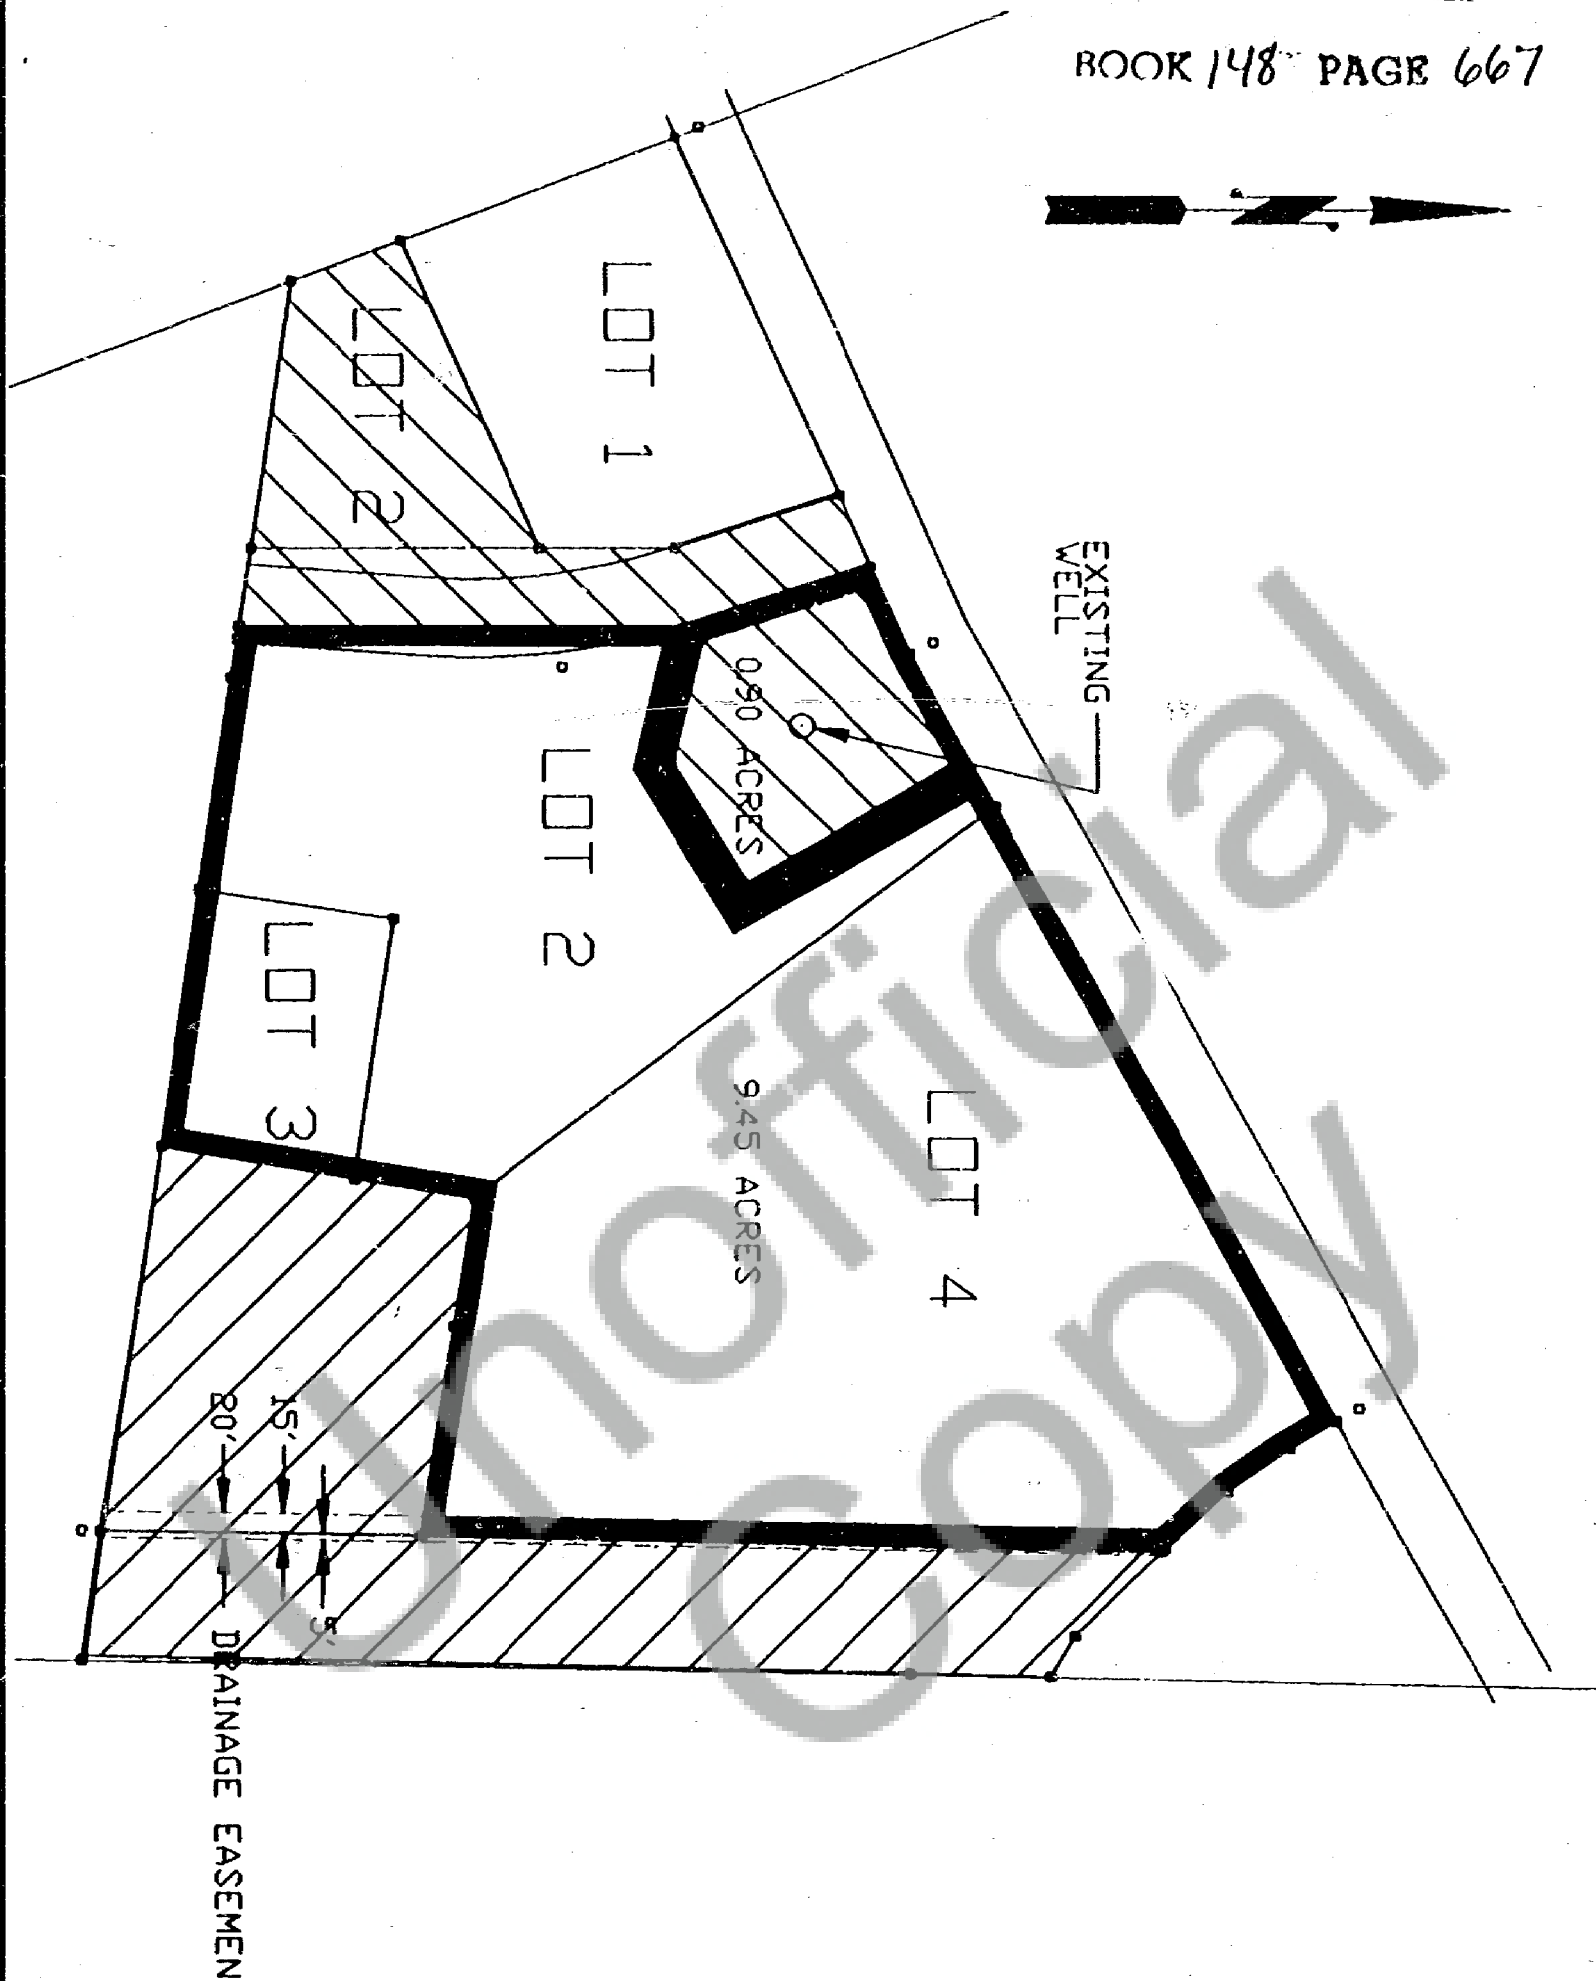 BOOK 148 PAGE 667
LOT 1
LOT 2
EXISTING
WELL
0.90 ACRES
LOT 2
LOT 3
LOT 4
9.45 ACRES
15'
20'
5'
DRAINAGE EASEMEN
Unofficial
Copy